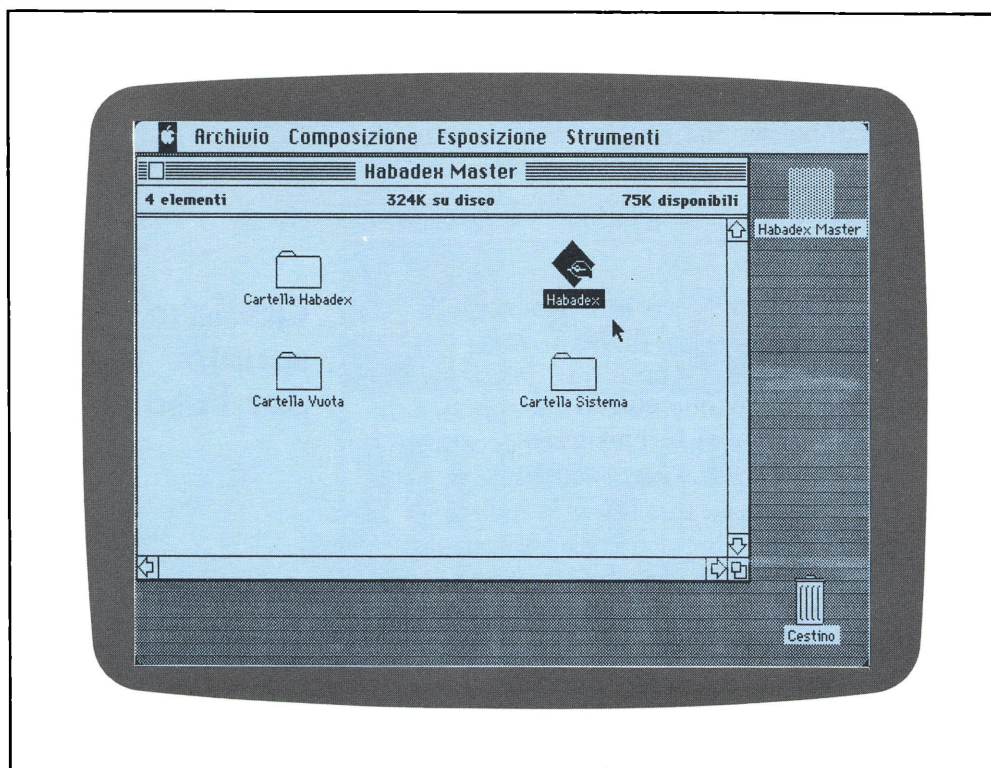 Archivio Composizione Esposizione Strumenti
Habadex Master
4 elementi 324K su disco 75K disponibili
Habadex Master
Cartella Habadex
Habadex
Cartella Vuota
Cartella Sistema
Cestino